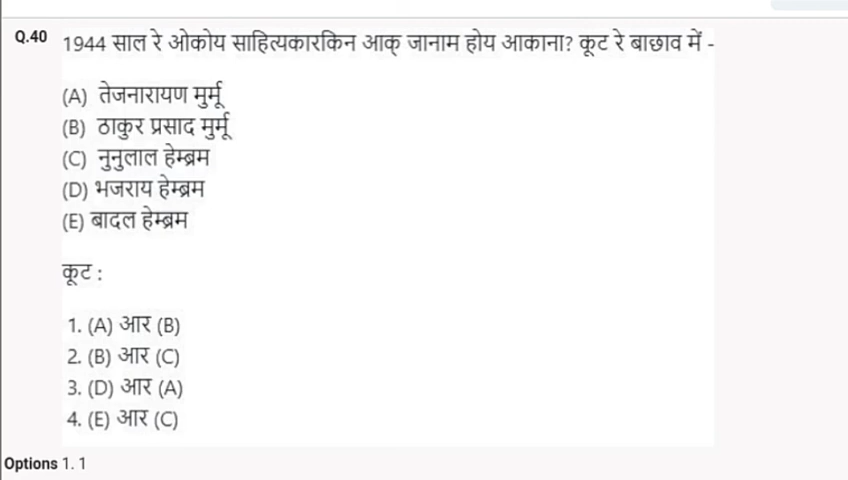 Q.40 1944 साल रे ओकोय साहित्यकारकिन आक् जानाम होय आकाना? कूट रे बाछाव में -
(A) तेजनारायण मुर्मू
(B) ठाकुर प्रसाद मुर्मू
(C) नुनुलाल हेम्ब्रम
(D) भजराय हेम्ब्रम
(E) बादल हेम्ब्रम
कूट :
1. (A) आर (B)
2. (B) आर (C)
3. (D) आर (A)
4. (E) आर (C)
Options 1. 1